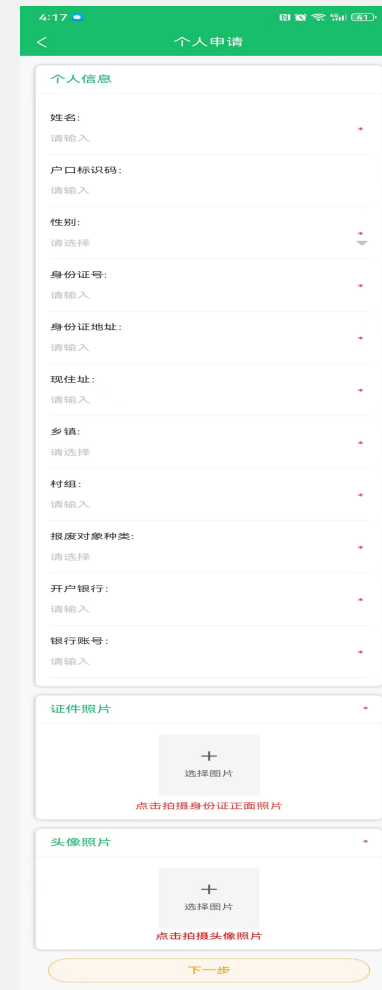 4:17
4G 41
个人申请
个人信息
姓名:
请输入
*
户口标识码:
请输入
性别:
请选择
*
身份证号:
请输入
*
身份证地址:
请输入
*
现住址:
请输入
*
乡镇:
请选择
*
村组:
请输入
*
报废对象种类:
请选择
*
开户银行:
请输入
*
银行账号:
请输入
*
证件照片 *
选择图片
点击拍摄身份证正面照片
头像照片 *
选择图片
点击拍摄头像照片
下一步